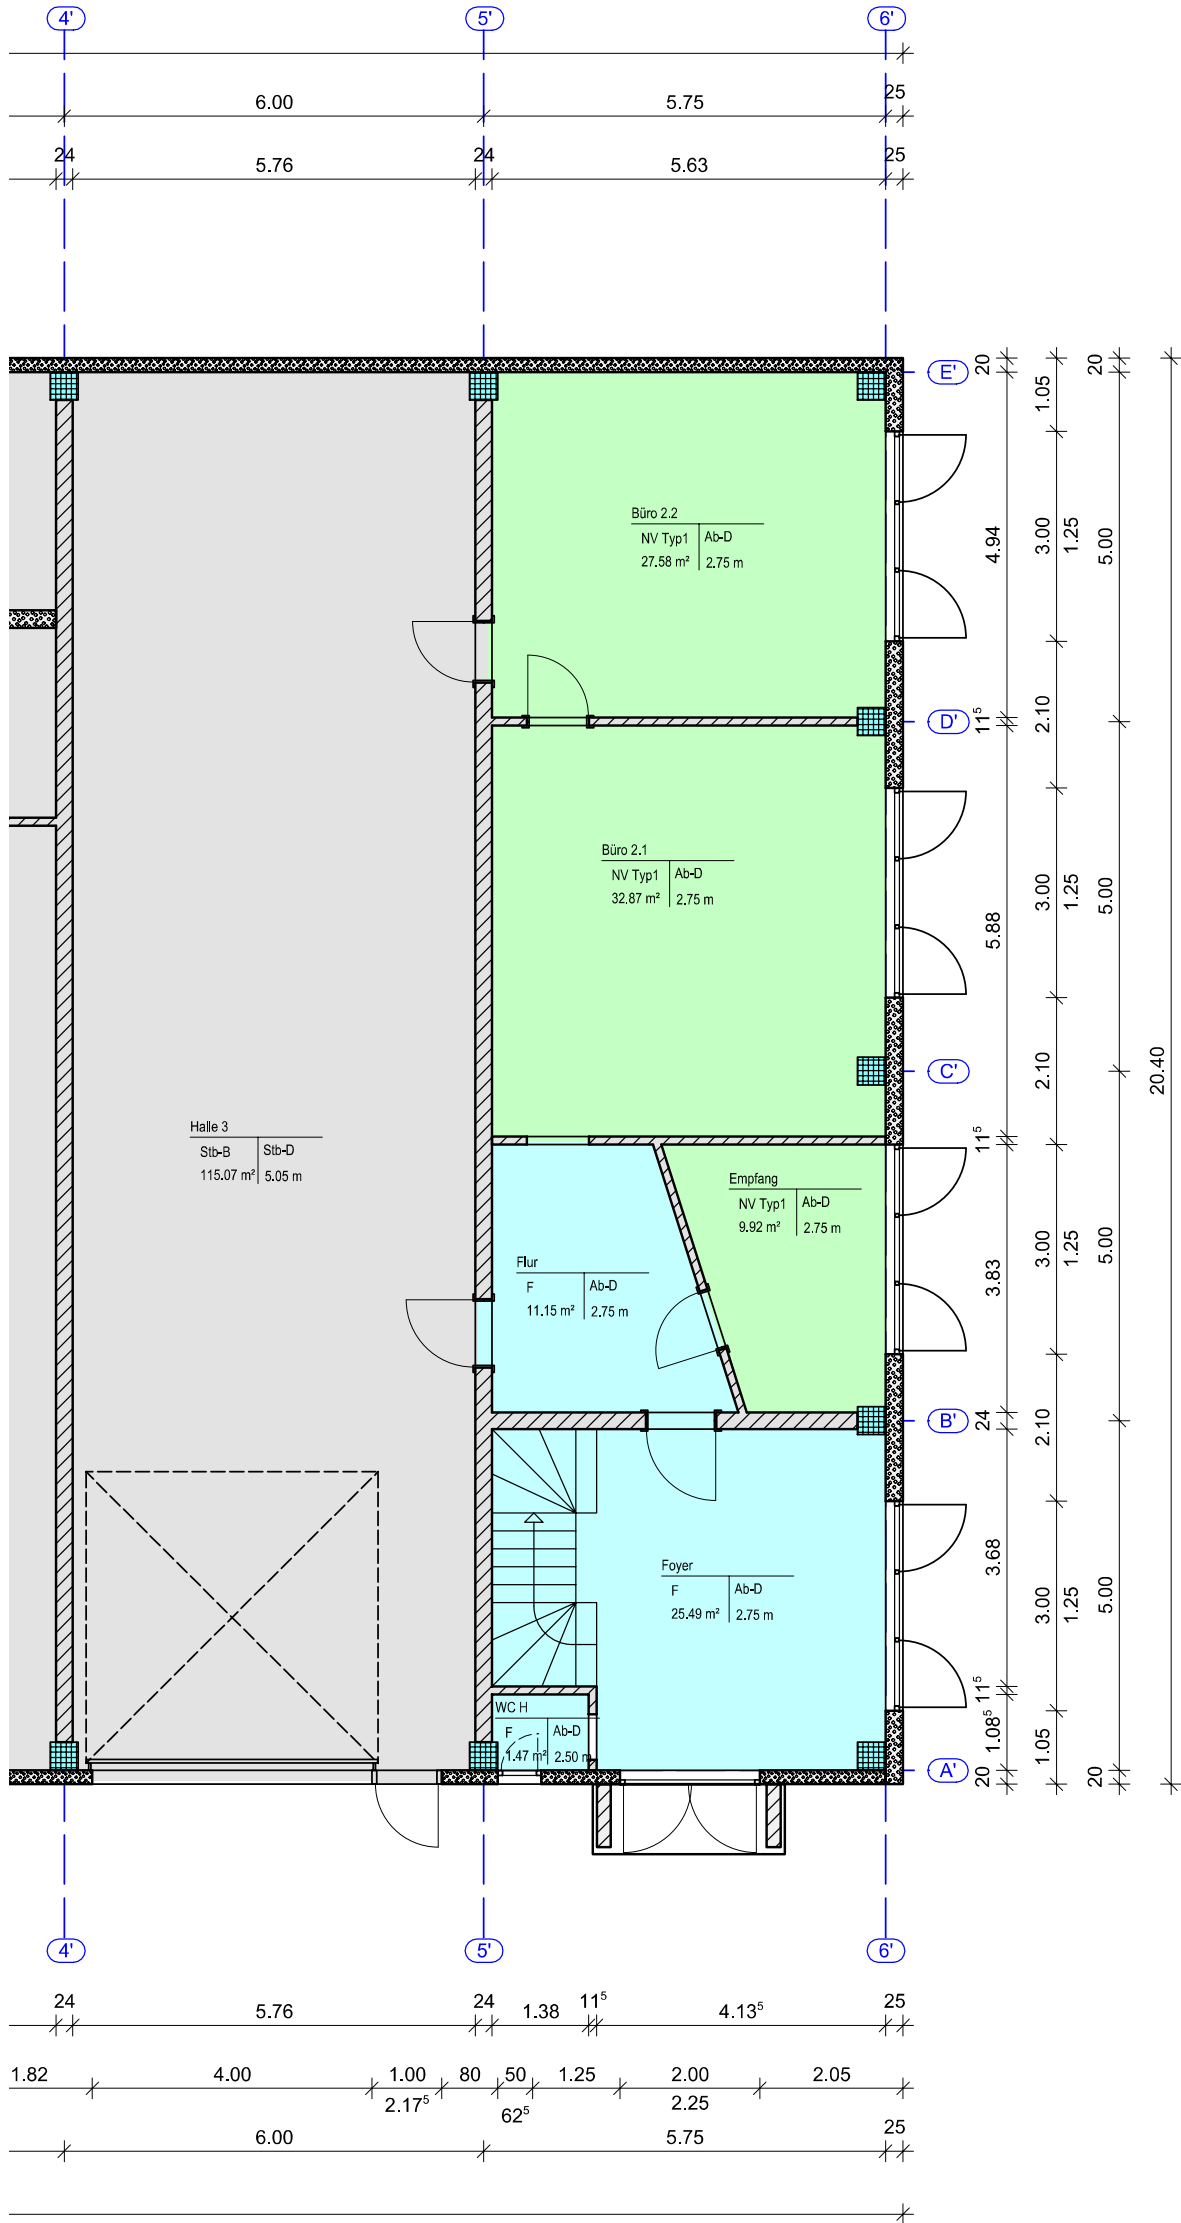 4' 5' 6'
6.00 5.75 25
24 5.76 24 5.63 25
E'
20 1.05 20
Büro 2.2
NV Typ1 Ab-D
27.58 m² 2.75 m
4.94 3.00 1.25 5.00
D'
11⁵ 2.10
Büro 2.1
NV Typ1 Ab-D
32.87 m² 2.75 m
5.88 3.00 1.25 5.00
C'
2.10
20.40
Halle 3
Stb-B Stb-D
115.07 m² 5.05 m
11⁵
Empfang
NV Typ1 Ab-D
9.92 m² 2.75 m
Flur
F Ab-D
11.15 m² 2.75 m
3.83 3.00 1.25 5.00
B'
24 2.10
Foyer
F Ab-D
25.49 m² 2.75 m
3.68 3.00 1.25 5.00
11⁵
WC H
F Ab-D
1.47 m² 2.50 m
1.08⁵ 1.05
A'
20 20
4' 5' 6'
24 5.76 24 1.38 11⁵ 4.13⁵ 25
1.82 4.00 1.00 80 50 1.25 2.00 2.05
2.17⁵ 62⁵ 2.25
6.00 5.75 25